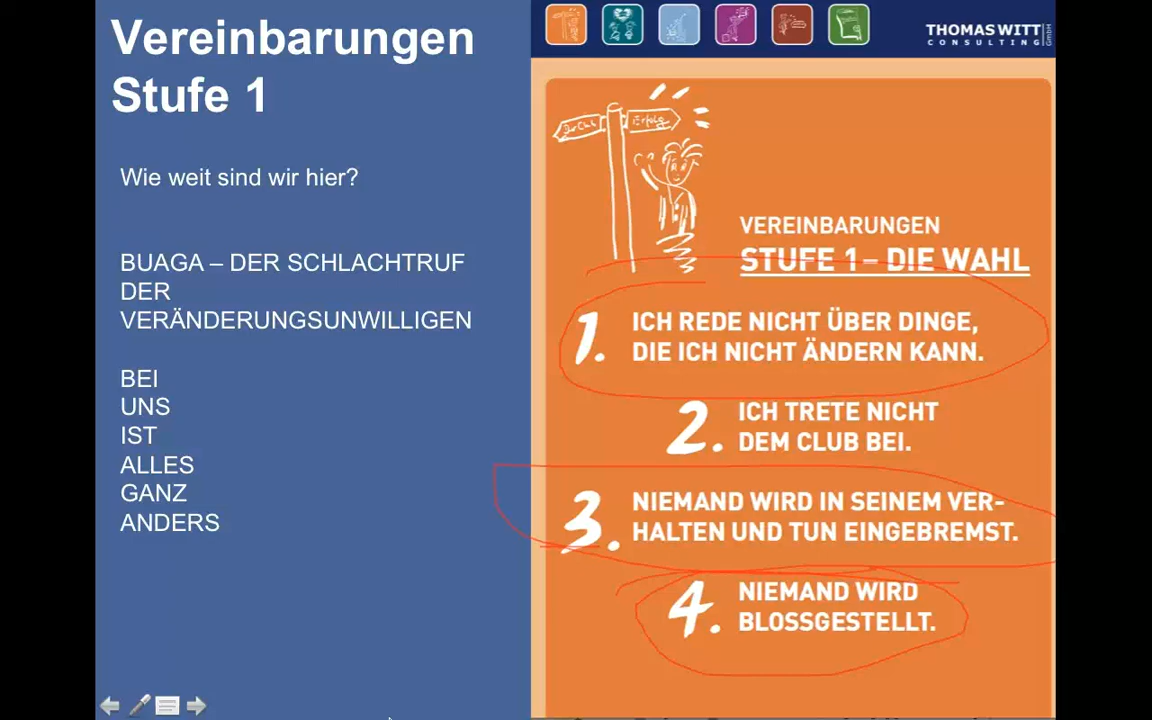 Vereinbarungen
Stufe 1
Wie weit sind wir hier?
BUAGA – DER SCHLACHTRUF
DER
VERÄNDERUNGSUNWILLIGEN
BEI
UNS
IST
ALLES
GANZ
ANDERS
THOMAS WITT
CONSULTING GmbH
Der Club
Erfolg
VEREINBARUNGEN
STUFE 1 – DIE WAHL
1. ICH REDE NICHT ÜBER DINGE,
DIE ICH NICHT ÄNDERN KANN.
2. ICH TRETE NICHT
DEM CLUB BEI.
3. NIEMAND WIRD IN SEINEM VER-
HALTEN UND TUN EINGEBREMST.
4. NIEMAND WIRD
BLOSSGESTELLT.